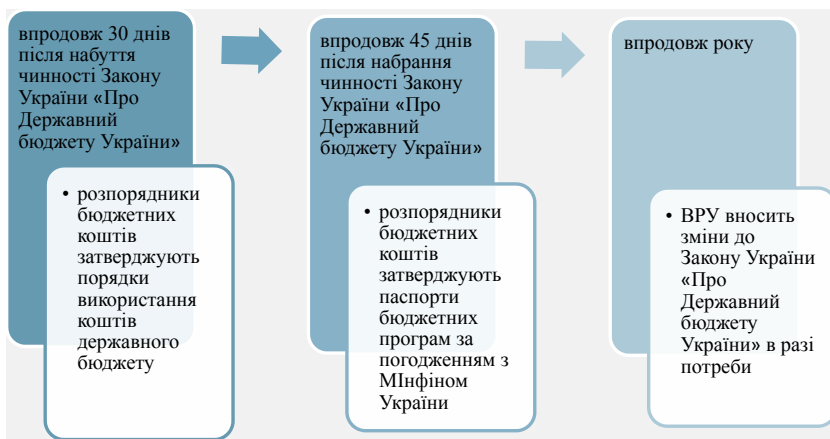 впродовж 30 днів
після набуття
чинності Закону
України «Про
Державний
бюджету України»
• розпорядники
бюджетних
коштів
затверджують
порядки
використання
коштів
державного
бюджету
впродовж 45 днів
після набрання
чинності Закону
України «Про
Державний
бюджету України»
• розпорядники
бюджетних
коштів
затверджують
паспорти
бюджетних
програм за
погодженням з
МІнфіном
України
впродовж року
• ВРУ вносить
зміни до
Закону України
«Про
Державний
бюджету
України» в разі
потреби